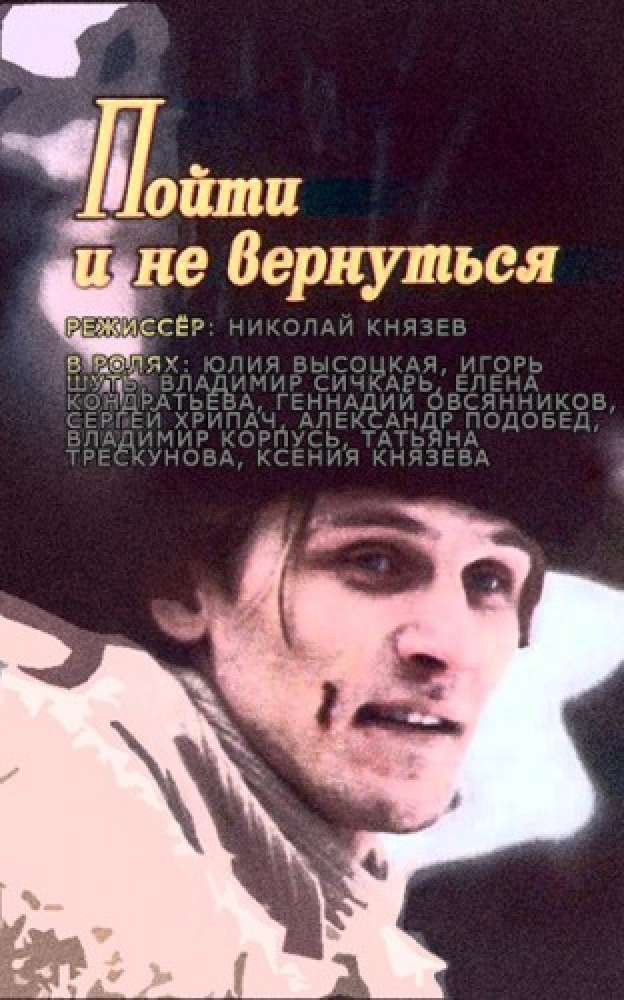 Пойти
и не вернуться
РЕЖИССЁР: НИКОЛАЙ КНЯЗЕВ
В РОЛЯХ: ЮЛИЯ ВЫСОЦКАЯ, ИГОРЬ
ШУТЬ, ВЛАДИМИР СИЧКАРЬ, ЕЛЕНА
КОНДРАТЬЕВА, ГЕННАДИЙ ОВСЯННИКОВ,
СЕРГЕЙ ХРИПАЧ, АЛЕКСАНДР ПОДОБЕД,
ВЛАДИМИР КОРПУСЬ, ТАТЬЯНА
ТРЕСКУНОВА, КСЕНИЯ КНЯЗЕВА